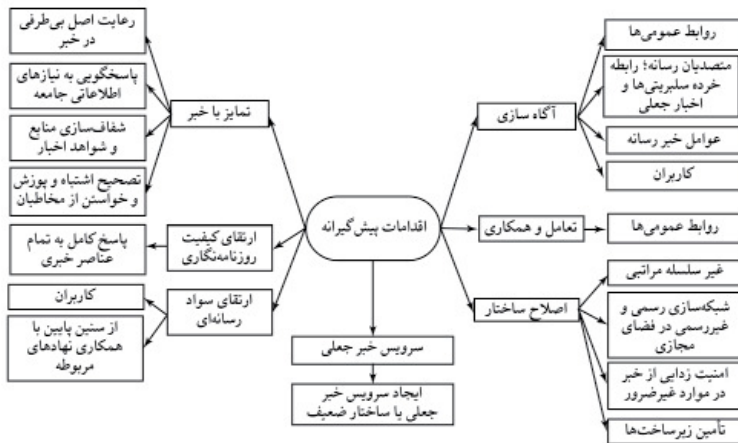 اقدامات پیش‌گیرانه
آگاه سازی
روابط عمومی‌ها
متصدیان رسانه؛ رابطه
خرده سلبریتی‌ها و
اخبار جعلی
عوامل خبر رسانه
کاربران
تعامل و همکاری
روابط عمومی‌ها
اصلاح ساختار
غیر سلسله مراتبی
شبکه‌سازی رسمی و
غیررسمی در فضای
مجازی
امنیت زدایی از خبر
در موارد غیرضرور
تأمین زیرساخت‌ها
سرویس خبر جعلی
ایجاد سرویس خبر
جعلی با ساختار ضعیف
تمایز با خبر
رعایت اصل بی‌طرفی
در خبر
پاسخگویی به نیازهای
اطلاعاتی جامعه
شفاف‌سازی منابع
و شواهد اخبار
تصحیح اشتباه و پوزش
و خواستن از مخاطبان
ارتقای کیفیت
روزنامه‌نگاری
پاسخ کامل به تمام
عناصر خبری
ارتقای سواد
رسانه‌ای
کاربران
از سنین پایین با
همکاری نهادهای
مربوطه